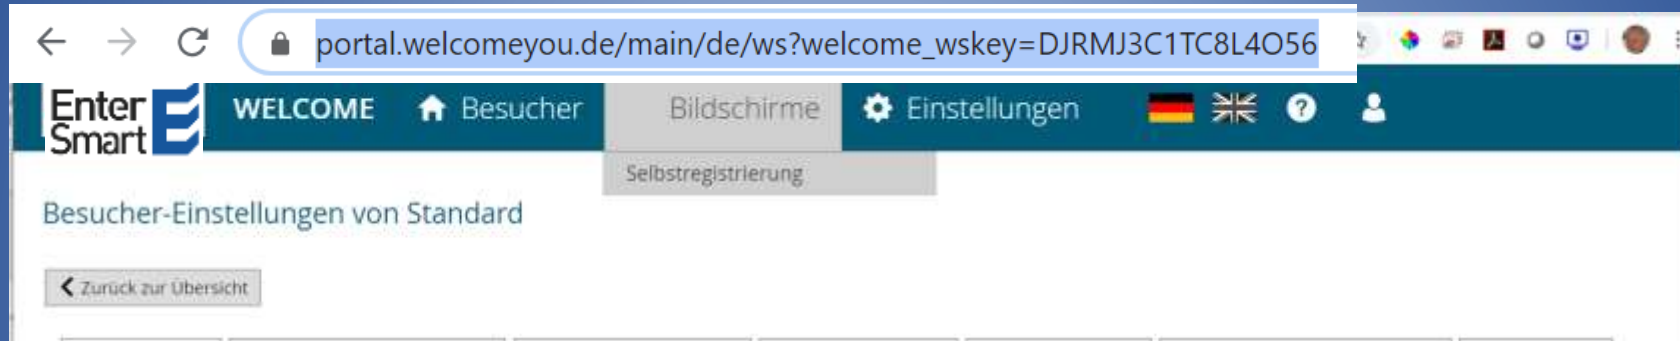 portal.welcomeyou.de/main/de/ws?welcome_wskey=DJRMJ3C1TC8L4O56
Enter
Smart
WELCOME Besucher Bildschirme Einstellungen ?
Selbstregistrierung
Besucher-Einstellungen von Standard
Zurück zur Übersicht